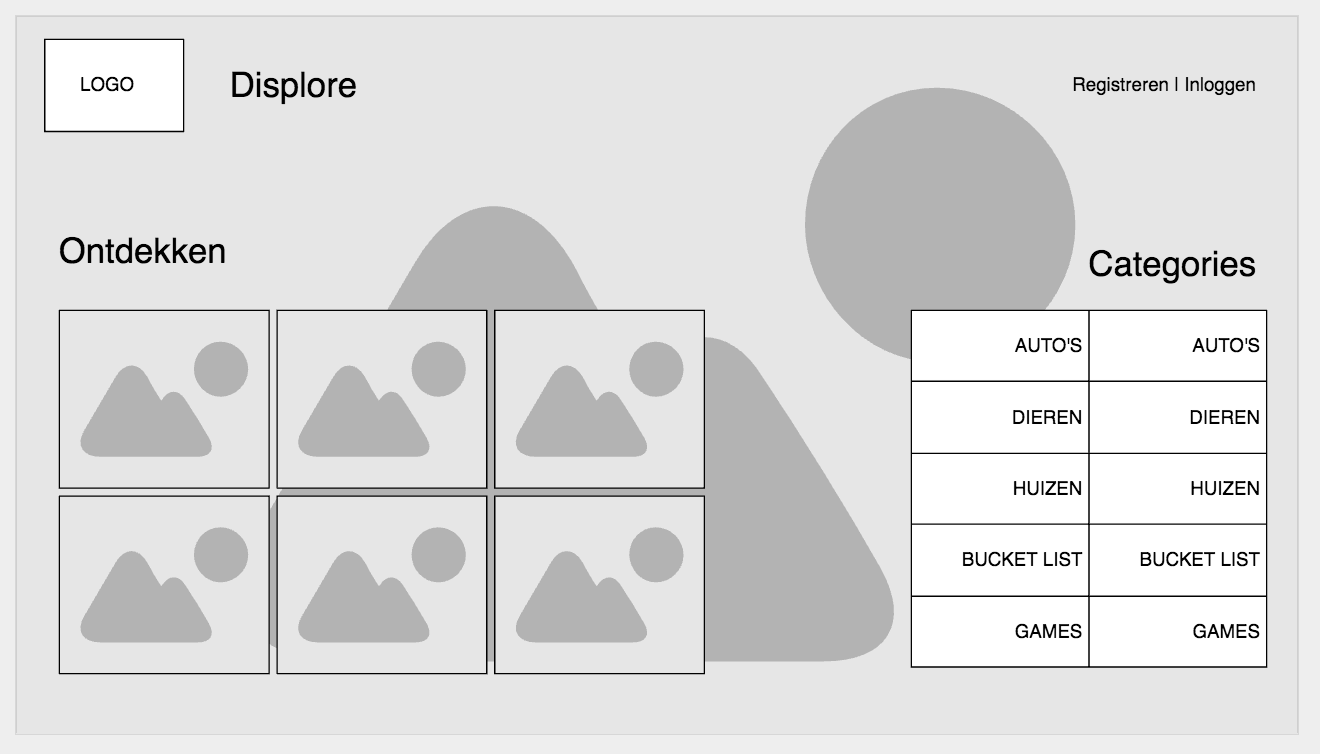 LOGO
Displore
Registreren | Inloggen
Ontdekken
Categories
AUTO'S AUTO'S
DIEREN DIEREN
HUIZEN HUIZEN
BUCKET LIST BUCKET LIST
GAMES GAMES